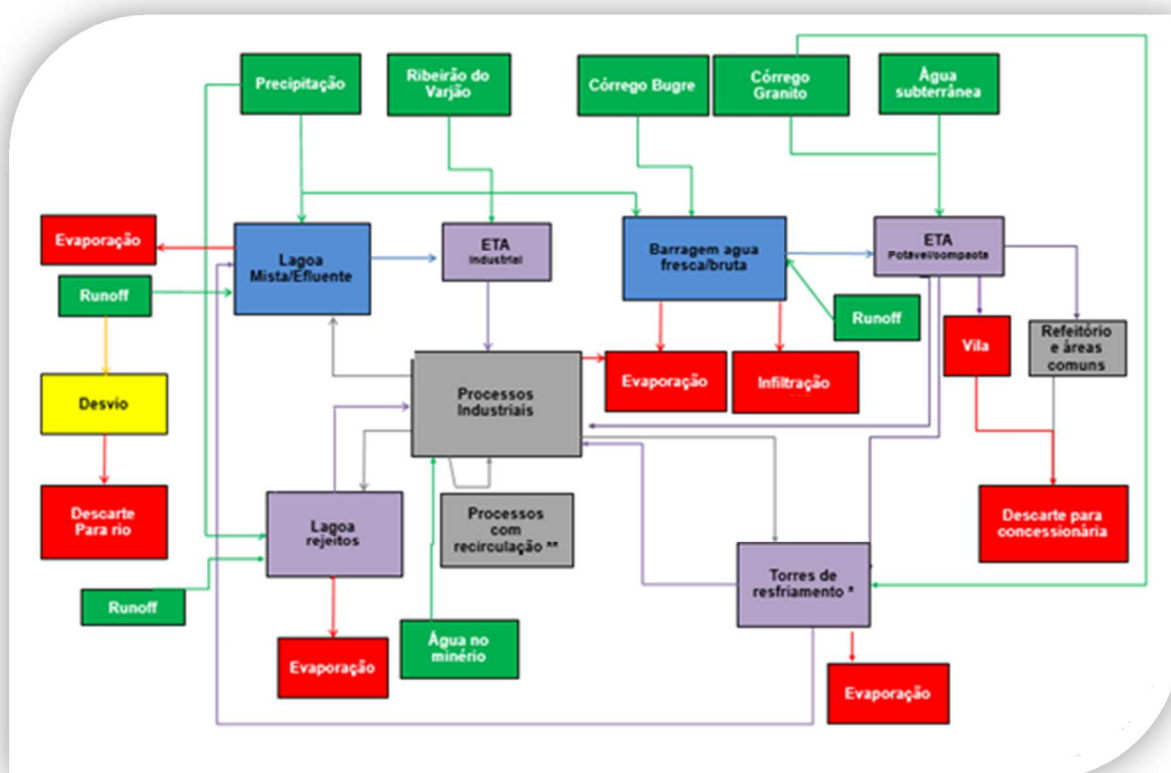 Precipitação
Ribeirão do
Varjão
Córrego Bugre
Córrego
Granito
Água
subterrânea
Evaporação
Lagoa
Mista/Efluente
ETA
Industrial
Barragem agua
fresca/bruta
ETA
Potável/compacta
Runoff
Runoff
Vila
Refeitório
e áreas
comuns
Desvio
Processos
Industriais
Evaporação
Infiltração
Descarte
Para rio
Lagoa
rejeitos
Processos
com
recirculação **
Descarte para
concessionária
Torres de
resfriamento *
Runoff
Evaporação
Água no
minério
Evaporação